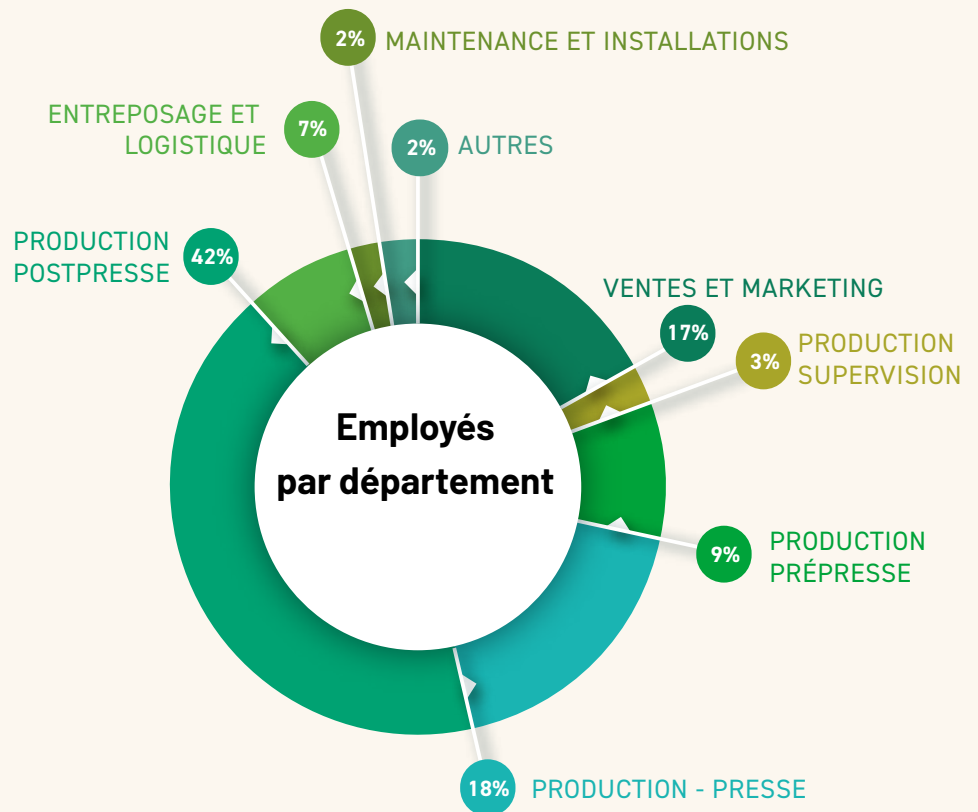 2%
MAINTENANCE ET INSTALLATIONS
ENTREPOSAGE ET
LOGISTIQUE
7%
2%
AUTRES
PRODUCTION
POSTPRESSE
42%
VENTES ET MARKETING
17%
PRODUCTION
SUPERVISION
3%
Employés
par département
9%
PRODUCTION
PRÉPRESSE
18%
PRODUCTION - PRESSE